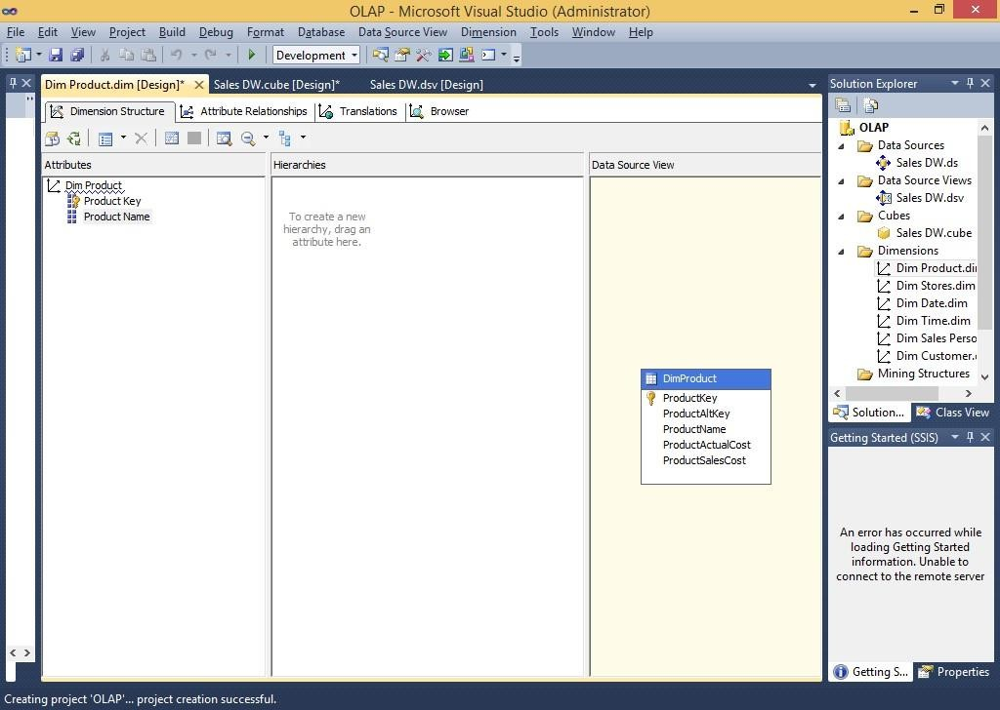 OLAP - Microsoft Visual Studio (Administrator)
File Edit View Project Build Debug Format Database Data Source View Dimension Tools Window Help
Development
Dim Product.dim [Design]* Sales DW.cube [Design]* Sales DW.dsv [Design]
Dimension Structure Attribute Relationships Translations Browser
Attributes
Dim Product
Product Key
Product Name
Hierarchies
To create a new
hierarchy, drag an
attribute here.
Data Source View
DimProduct
ProductKey
ProductAltKey
ProductName
ProductActualCost
ProductSalesCost
Solution Explorer
OLAP
Data Sources
Sales DW.ds
Data Source Views
Sales DW.dsv
Cubes
Sales DW.cube
Dimensions
Dim Product.di
Dim Stores.dim
Dim Date.dim
Dim Time.dim
Dim Sales Perso
Dim Customer.
Mining Structures
Solution... Class View
Getting Started (SSIS)
An error has occurred while
loading Getting Started
information. Unable to
connect to the remote server
Getting S... Properties
Creating project 'OLAP'... project creation successful.